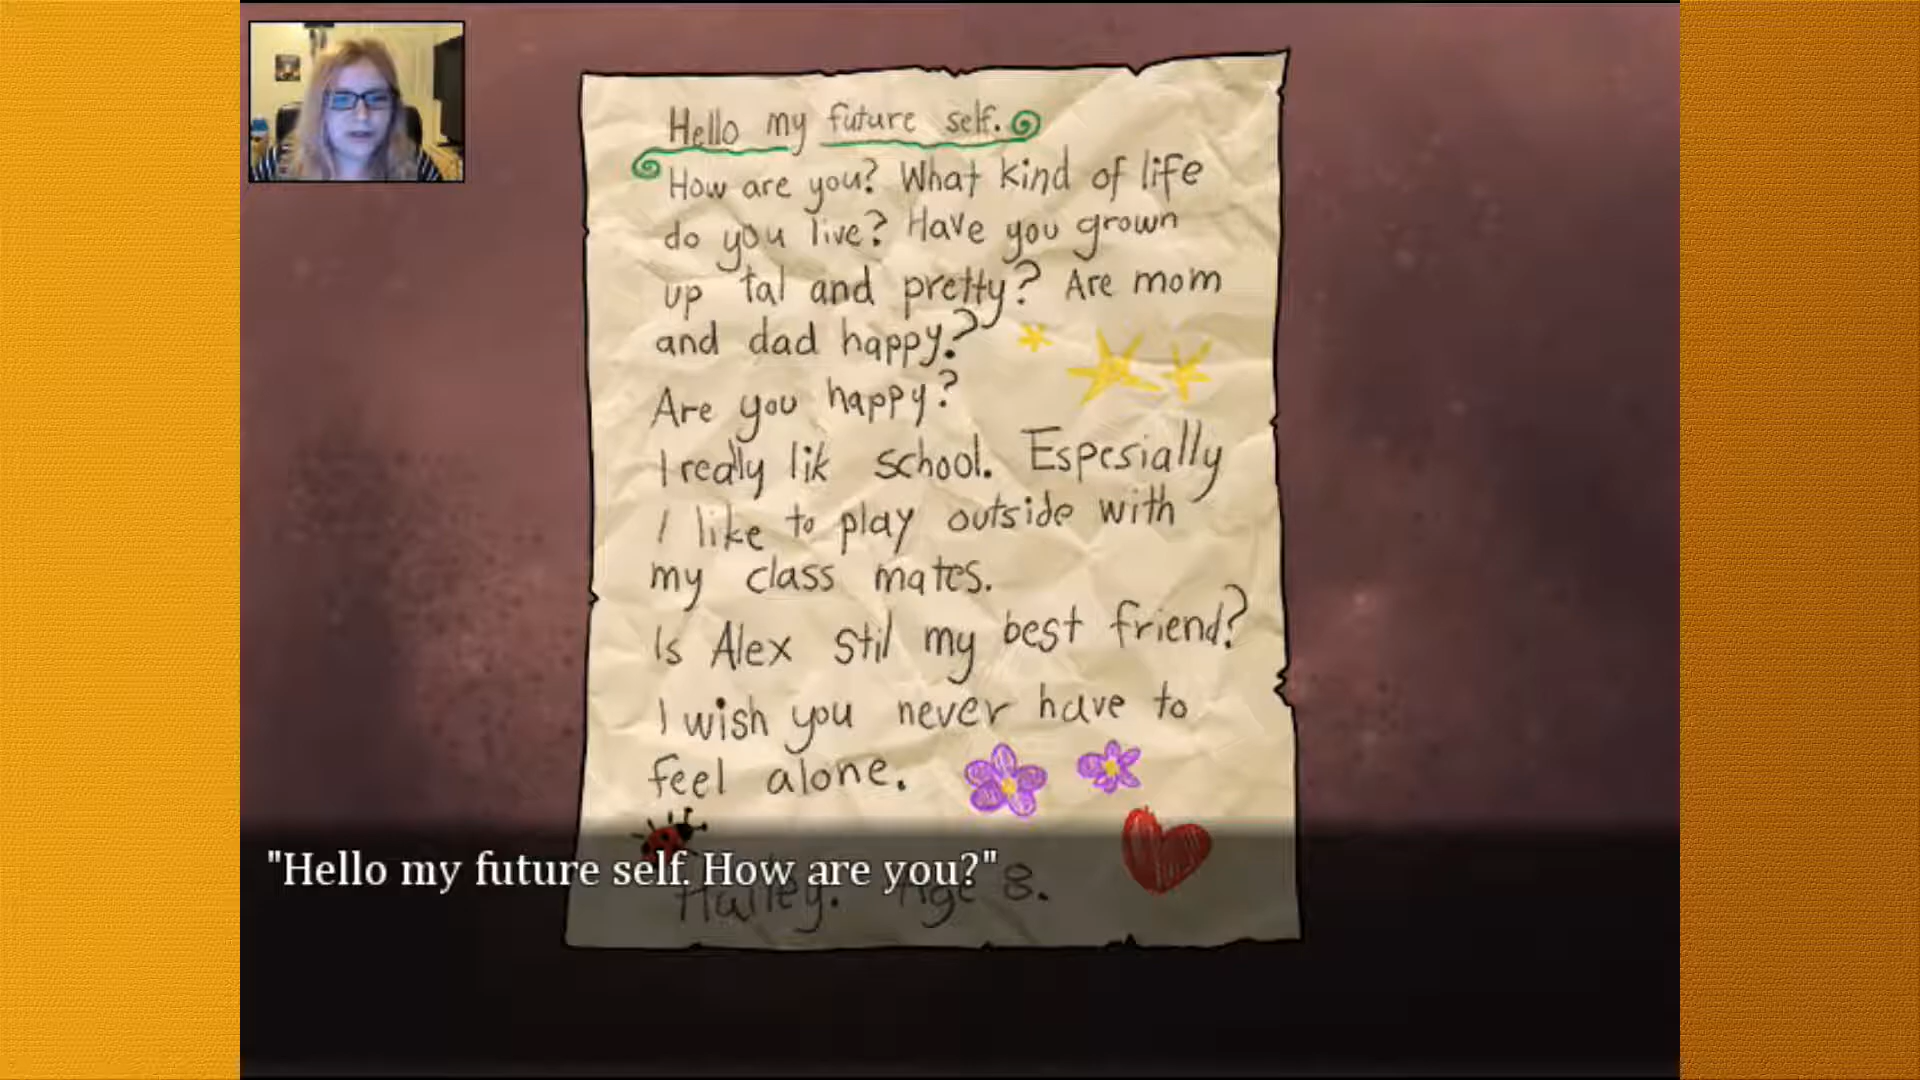 Hello my future self.
How are you? What kind of life
do you live? Have you grown
up tal and pretty? Are mom
and dad happy?
Are you happy?
I really lik school. Espesially
I like to play outside with
my class mates.
Is Alex stil my best friend?
I wish you never have to
feel alone.
"Hello my future self. How are you?"
Age 8.